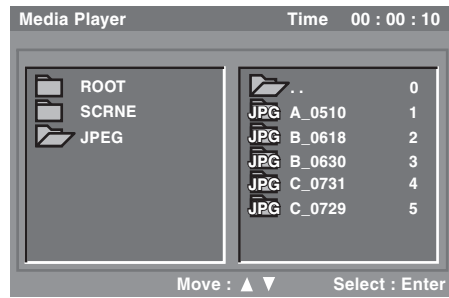 Media Player Time 00 : 00 : 10
ROOT
SCRNE
JPEG
. . 0
JPG A_0510 1
JPG B_0618 2
JPG B_0630 3
JPG C_0731 4
JPG C_0729 5
Move : ▲ ▼ Select : Enter